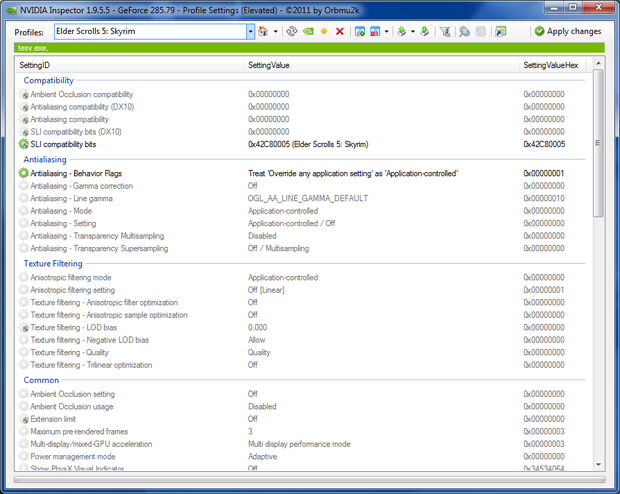 NVIDIA Inspector 1.9.5.5 - GeForce 285.79 - Profile Settings (Elevated) - ©2011 by Orbmu2k
Profiles: Elder Scrolls 5: Skyrim Apply changes
tesv.exe,
SettingID SettingValue SettingValueHex
Compatibility
Ambient Occlusion compatibility 0x00000000 0x00000000
Antialiasing compatibility (DX10) 0x00000000 0x00000000
Antialiasing compatibility 0x00000000 0x00000000
SLI compatibility bits (DX10) 0x00000000 0x00000000
SLI compatibility bits 0x42C80005 (Elder Scrolls 5: Skyrim) 0x42C80005
Antialiasing
Antialiasing - Behavior Flags Treat 'Override any application setting' as 'Application-controlled' 0x00000001
Antialiasing - Gamma correction Off 0x00000000
Antialiasing - Line gamma OGL_AA_LINE_GAMMA_DEFAULT 0x00000010
Antialiasing - Mode Application-controlled 0x00000000
Antialiasing - Setting Application-controlled / Off 0x00000000
Antialiasing - Transparency Multisampling Disabled 0x00000000
Antialiasing - Transparency Supersampling Off / Multisampling 0x00000000
Texture Filtering
Anisotropic filtering mode Application-controlled 0x00000000
Anisotropic filtering setting Off [Linear] 0x00000001
Texture filtering - Anisotropic filter optimization Off 0x00000000
Texture filtering - Anisotropic sample optimization Off 0x00000000
Texture filtering - LOD bias 0.000 0x00000000
Texture filtering - Negative LOD bias Allow 0x00000000
Texture filtering - Quality Quality 0x00000000
Texture filtering - Trilinear optimization Off 0x00000000
Common
Ambient Occlusion setting Off 0x00000000
Ambient Occlusion usage Disabled 0x00000000
Extension limit Off 0x00000000
Maximum pre-rendered frames 3 0x00000003
Multi-display/mixed-GPU acceleration Multi display performance mode 0x00000003
Power management mode Adaptive 0x00000000
Show PhysX Visual Indicator Off 0x34534064